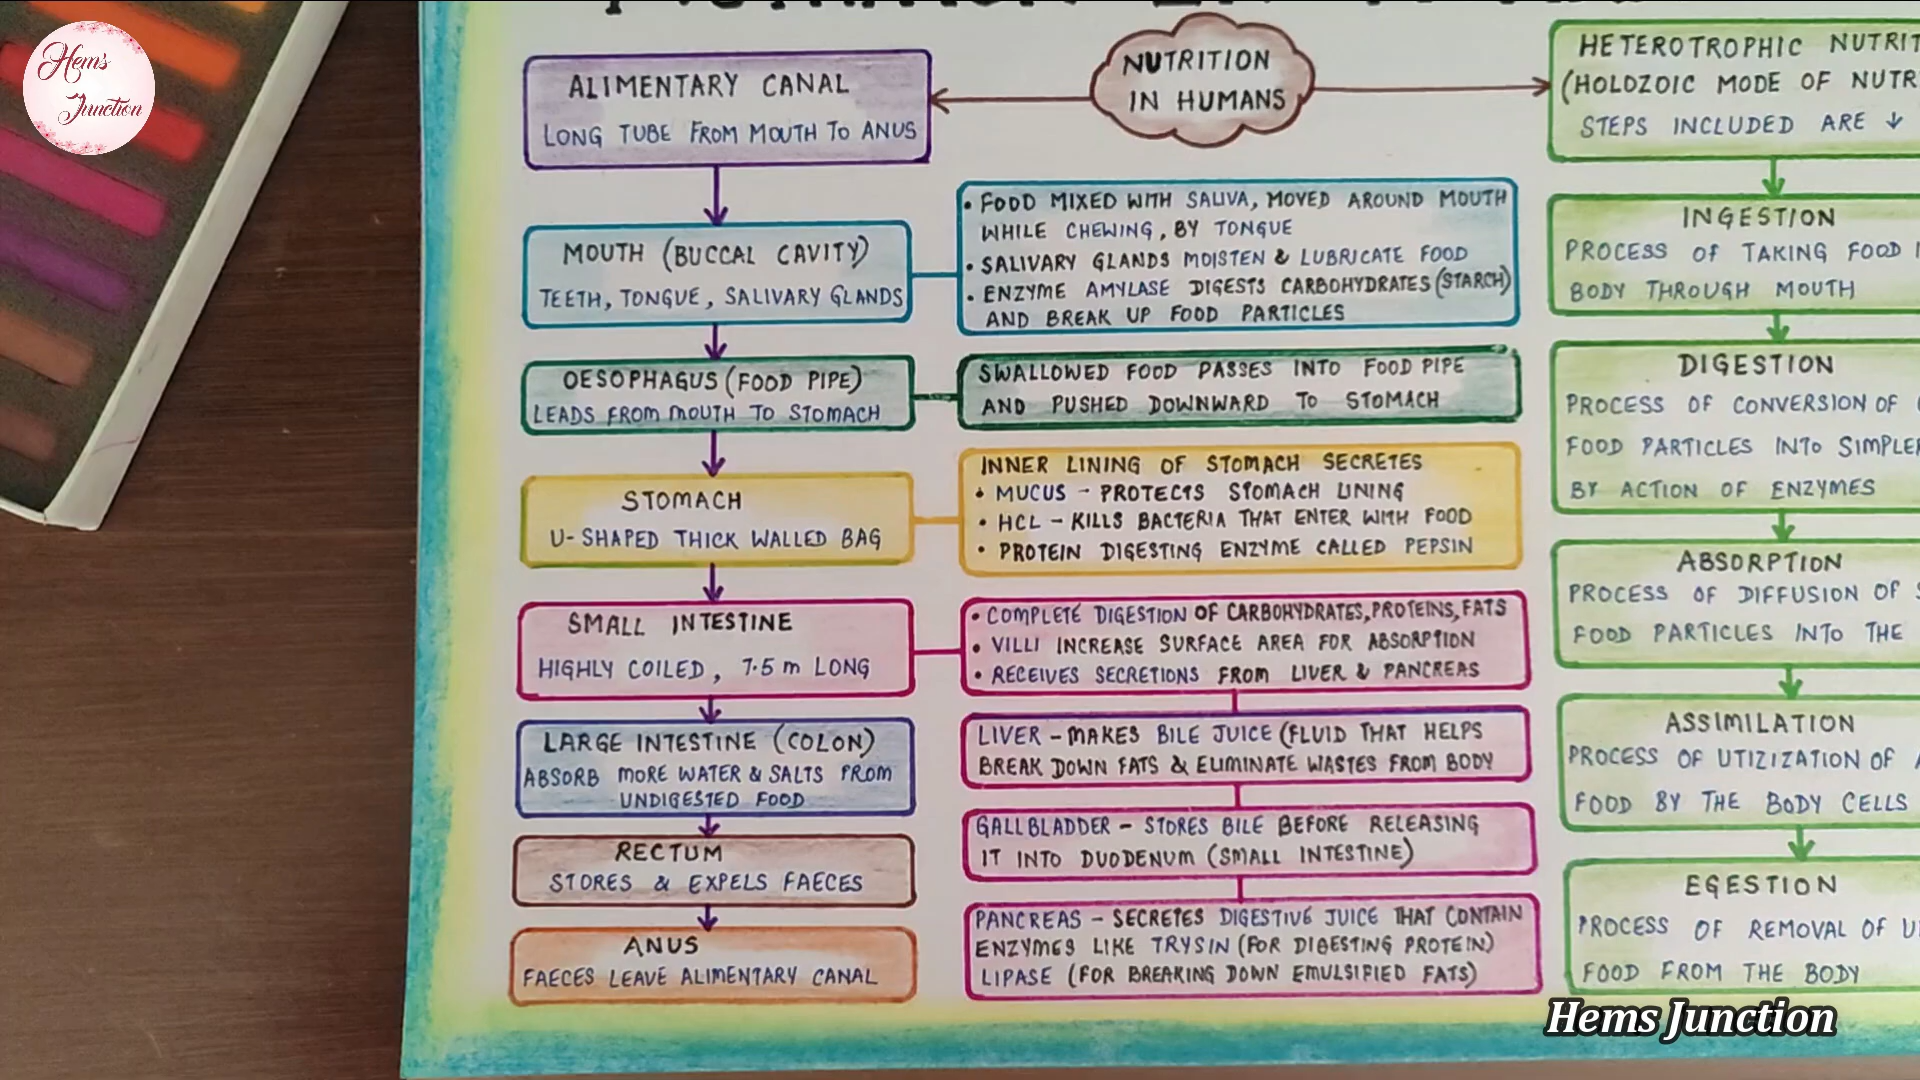 Hems
Junction
NUTRITION
IN HUMANS
ALIMENTARY CANAL
LONG TUBE FROM MOUTH TO ANUS
MOUTH (BUCCAL CAVITY)
TEETH, TONGUE, SALIVARY GLANDS
• FOOD MIXED WITH SALIVA, MOVED AROUND MOUTH
WHILE CHEWING, BY TONGUE
• SALIVARY GLANDS MOISTEN & LUBRICATE FOOD
• ENZYME AMYLASE DIGESTS CARBOHYDRATES (STARCH)
AND BREAK UP FOOD PARTICLES
OESOPHAGUS (FOOD PIPE)
LEADS FROM MOUTH TO STOMACH
SWALLOWED FOOD PASSES INTO FOOD PIPE
AND PUSHED DOWNWARD TO STOMACH
STOMACH
U-SHAPED THICK WALLED BAG
INNER LINING OF STOMACH SECRETES
• MUCUS - PROTECTS STOMACH LINING
• HCL - KILLS BACTERIA THAT ENTER WITH FOOD
• PROTEIN DIGESTING ENZYME CALLED PEPSIN
SMALL INTESTINE
HIGHLY COILED, 7.5 m LONG
• COMPLETE DIGESTION OF CARBOHYDRATES, PROTEINS, FATS
• VILLI INCREASE SURFACE AREA FOR ABSORPTION
• RECEIVES SECRETIONS FROM LIVER & PANCREAS
LARGE INTESTINE (COLON)
ABSORB MORE WATER & SALTS FROM
UNDIGESTED FOOD
LIVER - MAKES BILE JUICE (FLUID THAT HELPS
BREAK DOWN FATS & ELIMINATE WASTES FROM BODY
RECTUM
STORES & EXPELS FAECES
GALLBLADDER - STORES BILE BEFORE RELEASING
IT INTO DUODENUM (SMALL INTESTINE)
ANUS
FAECES LEAVE ALIMENTARY CANAL
PANCREAS - SECRETES DIGESTIVE JUICE THAT CONTAIN
ENZYMES LIKE TRYSIN (FOR DIGESTING PROTEIN)
LIPASE (FOR BREAKING DOWN EMULSIFIED FATS)
HETEROTROPHIC
(HOLOZOIC MODE OF
STEPS INCLUDED ARE ↓
INGESTION
PROCESS OF TAKING FOOD
BODY THROUGH MOUTH
DIGESTION
PROCESS OF CONVERSION OF
FOOD PARTICLES INTO SIMPLER
BY ACTION OF ENZYMES
ABSORPTION
PROCESS OF DIFFUSION OF
FOOD PARTICLES INTO THE
ASSIMILATION
PROCESS OF UTIZIZATION OF
FOOD BY THE BODY CELLS
EGESTION
PROCESS OF REMOVAL OF
FOOD FROM THE BODY
Hems Junction